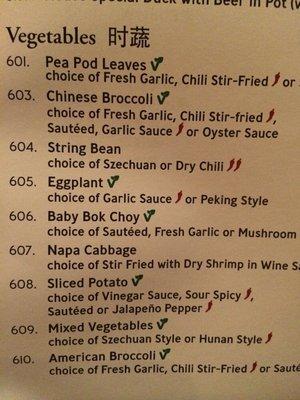 Special Duck with Beer in Pot
Vegetables 时蔬
601. Pea Pod Leaves
choice of Fresh Garlic, Chili Stir-Fried or
603. Chinese Broccoli
choice of Fresh Garlic, Chili Stir-fried ,
Sautéed, Garlic Sauce or Oyster Sauce
604. String Bean
choice of Szechuan or Dry Chili
605. Eggplant
choice of Garlic Sauce or Peking Style
606. Baby Bok Choy
choice of Sautéed, Fresh Garlic or Mushroom
607. Napa Cabbage
choice of Stir Fried with Dry Shrimp in Wine Sa
608. Sliced Potato
choice of Vinegar Sauce, Sour Spicy ,
Sautéed or Jalapeño Pepper
609. Mixed Vegetables
choice of Szechuan Style or Hunan Style
610. American Broccoli
choice of Fresh Garlic, Chili Stir-Fried or Sauté